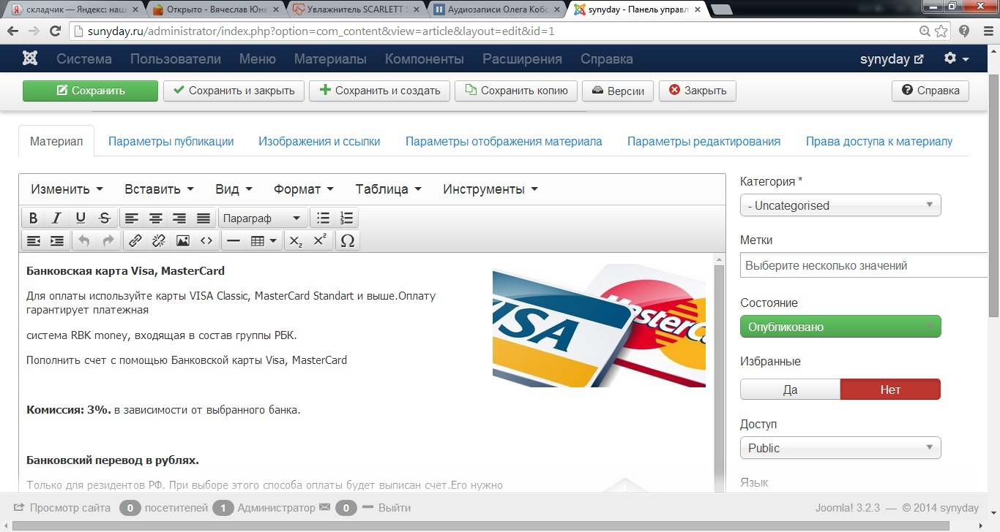 складчик — Яндекс: наш
Открыто - Вячеслав Юне
Увлажнитель SCARLETT S
Аудиозаписи Олега Кобс
synyday - Панель управл
sunyday.ru/administrator/index.php?option=com_content&view=article&layout=edit&id=1
Система Пользователи Меню Материалы Компоненты Расширения Справка synyday
Сохранить Сохранить и закрыть Сохранить и создать Сохранить копию Версии Закрыть Справка
Материал Параметры публикации Изображения и ссылки Параметры отображения материала Параметры редактирования Права доступа к материалу
Изменить Вставить Вид Формат Таблица Инструменты
B I U S Параграф
X₂ X² Ω
Банковская карта Visa, MasterCard
Для оплаты используйте карты VISA Classic, MasterCard Standart и выше.Оплату
гарантирует платежная
система RBK money, входящая в состав группы РБК.
Пополнить счет с помощью Банковской карты Visa, MasterCard
VISA
MasterCa
Комиссия: 3%. в зависимости от выбранного банка.
Банковский перевод в рублях.
Только для резидентов РФ. При выборе этого способа оплаты будет выписан счет.Его нужно
Категория *
- Uncategorised
Метки
Выберите несколько значений
Состояние
Опубликовано
Избранные
Да Нет
Доступ
Public
Язык
Просмотр сайта 0 посетителей 1 Администратор 0 Выйти Joomla! 3.2.3 — © 2014 synyday